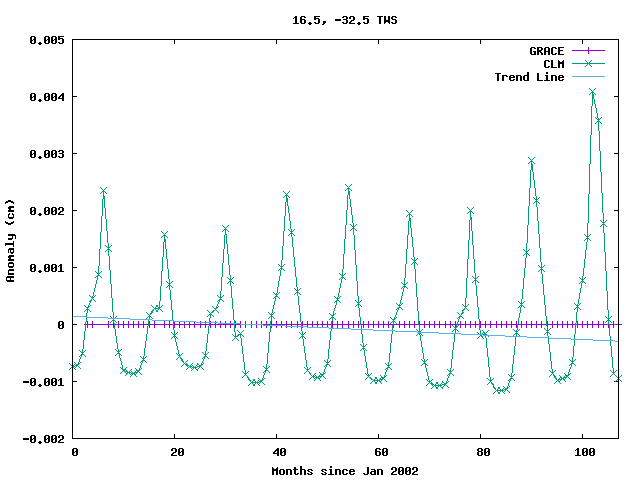 16.5, -32.5 TWS
GRACE
CLM
Trend Line
0.005
0.004
0.003
0.002
0.001
0
-0.001
-0.002
Anomaly (cm)
0 20 40 60 80 100
Months since Jan 2002